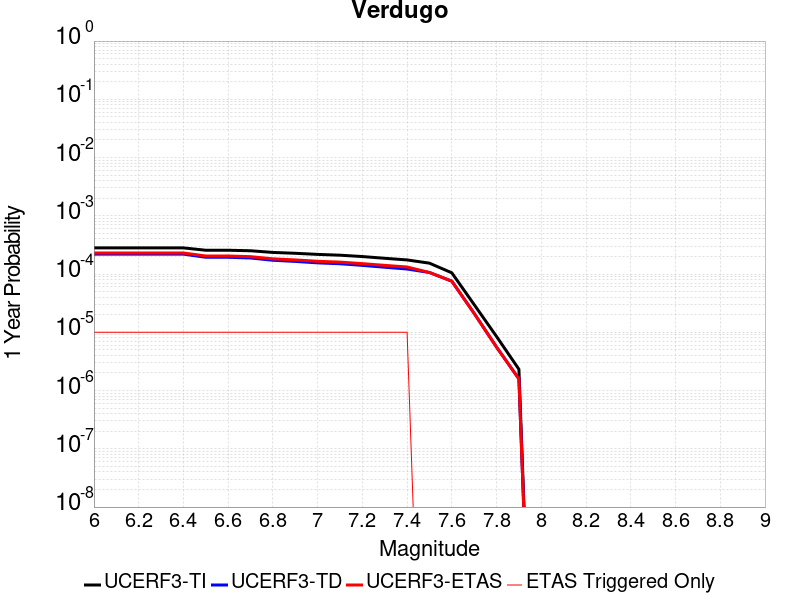 Verdugo
10^0
10^-1
10^-2
10^-3
10^-4
10^-5
10^-6
10^-7
10^-8
1 Year Probability
6 6.2 6.4 6.6 6.8 7 7.2 7.4 7.6 7.8 8 8.2 8.4 8.6 8.8 9
Magnitude
UCERF3-TI UCERF3-TD UCERF3-ETAS ETAS Triggered Only